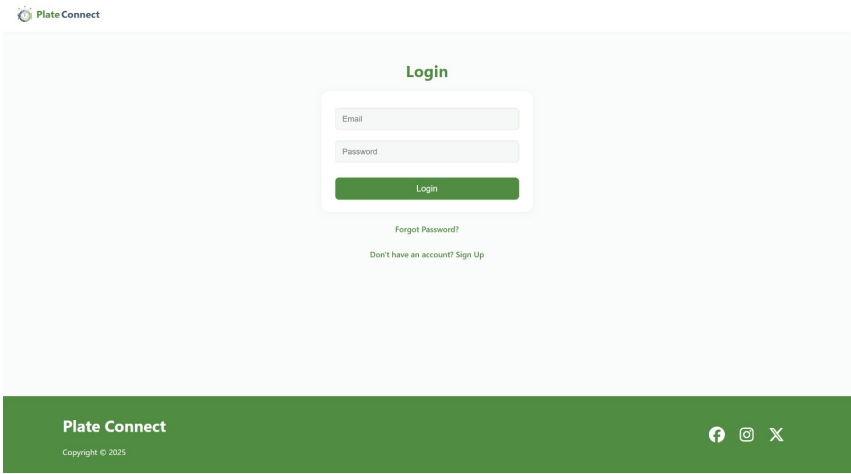 Plate Connect
Login
Email
Password
Login
Forgot Password?
Don't have an account? Sign Up
Plate Connect
Copyright © 2025